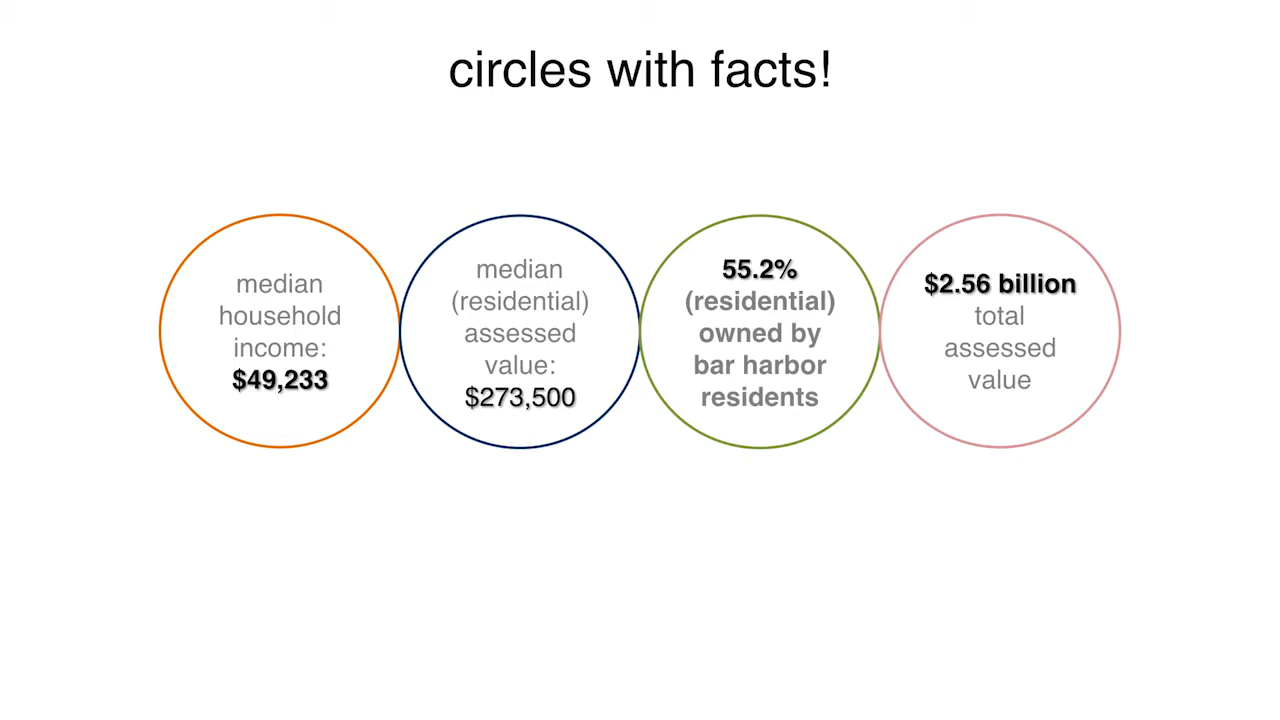 circles with facts!
median
household
income:
$49,233
median
(residential)
assessed
value:
$273,500
55.2%
(residential)
owned by
bar harbor
residents
$2.56 billion
total
assessed
value